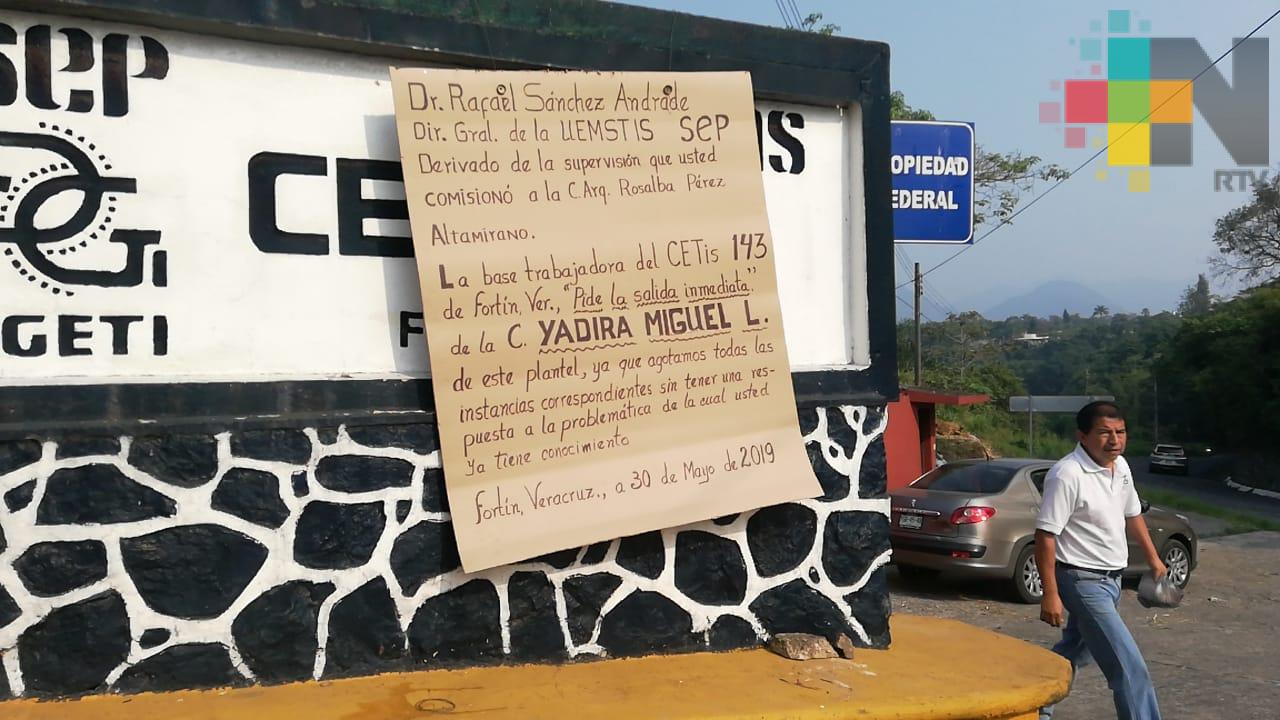 sep
GETI
GETI
CE
OS
F
Dr. Rafael Sánchez Andrade
Dir. Gral. de la UEMSTIS SEP
Derivado de la supervisión que usted
comisionó a la C. Arq. Rosalba Pérez
Altamirano.
La base trabajadora del CETis 143
de Fortín, Ver., "Pide la salida inmediata".
de la C. YADIRA MIGUEL L.
de este plantel, ya que agotamos todas las
instancias correspondientes sin tener una res-
puesta a la problemática de la cual usted
ya tiene conocimiento
Fortín, Veracruz., a 30 de Mayo de 2019
OPIEDAD
EDERAL
N
RTV